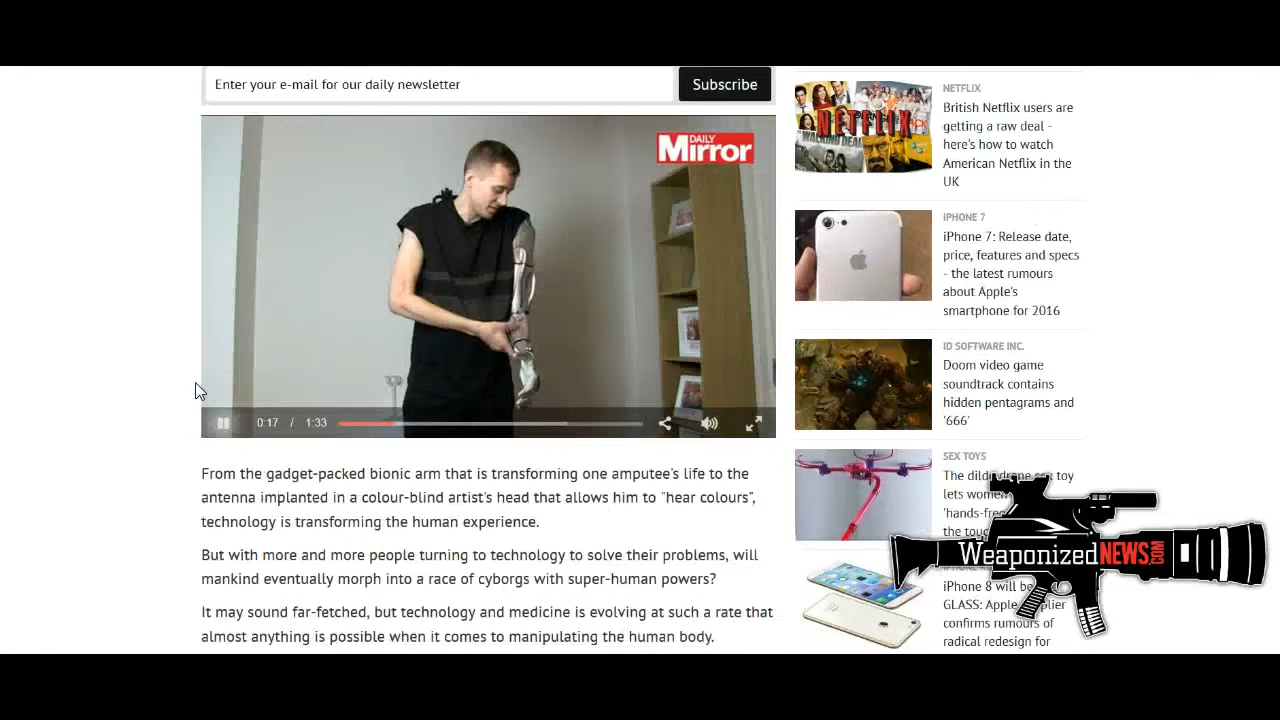 Enter your e-mail for our daily newsletter
Subscribe
DAILY
Mirror
0:17 / 1:33
From the gadget-packed bionic arm that is transforming one amputee's life to the
antenna implanted in a colour-blind artist's head that allows him to "hear colours",
technology is transforming the human experience.
But with more and more people turning to technology to solve their problems, will
mankind eventually morph into a race of cyborgs with super-human powers?
It may sound far-fetched, but technology and medicine is evolving at such a rate that
almost anything is possible when it comes to manipulating the human body.
NETFLIX
NETFLIX
British Netflix users are
getting a raw deal -
here's how to watch
American Netflix in the
UK
IPHONE 7
iPhone 7: Release date,
price, features and specs
- the latest rumours
about Apple's
smartphone for 2016
ID SOFTWARE INC.
Doom video game
soundtrack contains
hidden pentagrams and
'666'
SEX TOYS
The dildo drone sex toy
lets
'hands-
the
WeaponizedNEWS.COM
iPhone 8 will be
GLASS: Apple
confirms rumours of
radical redesign for